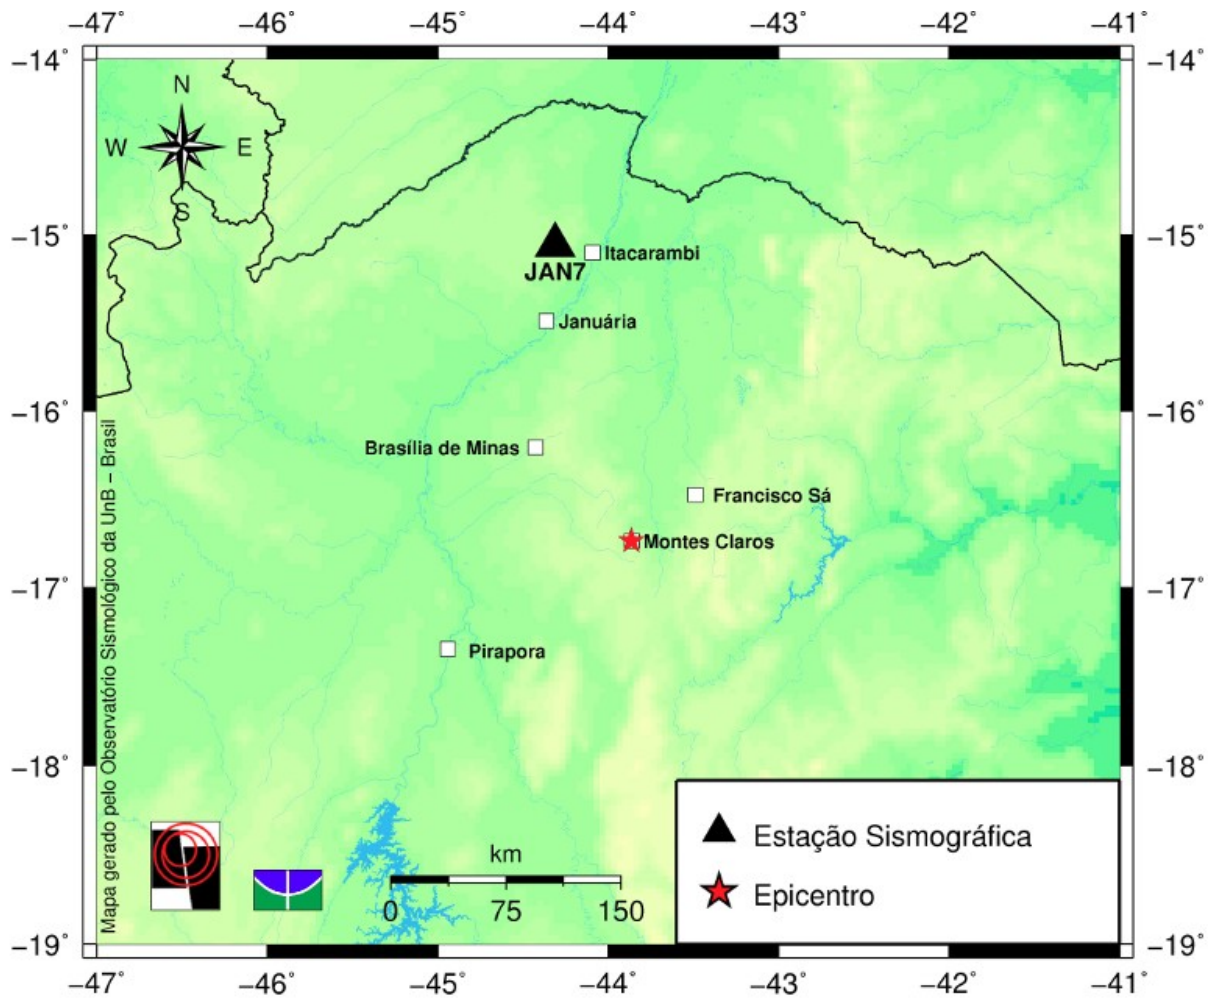 −47 −46˚ −45˚ −44˚ −43˚ −42˚ −41˚
−14˚ −14˚
N
W E
S
−15˚ −15˚
Itacarambi
JAN7
Januária
−16˚ −16˚
Brasília de Minas
Francisco Sá
Montes Claros
−17˚ −17˚
Pirapora
Mapa gerado pelo Observatório Sismológico da UnB − Brasil
−18˚ −18˚
km
0 75 150
Estação Sismográfica
Epicentro
−19˚ −19˚
−47˚ −46˚ −45˚ −44˚ −43˚ −42˚ −41˚